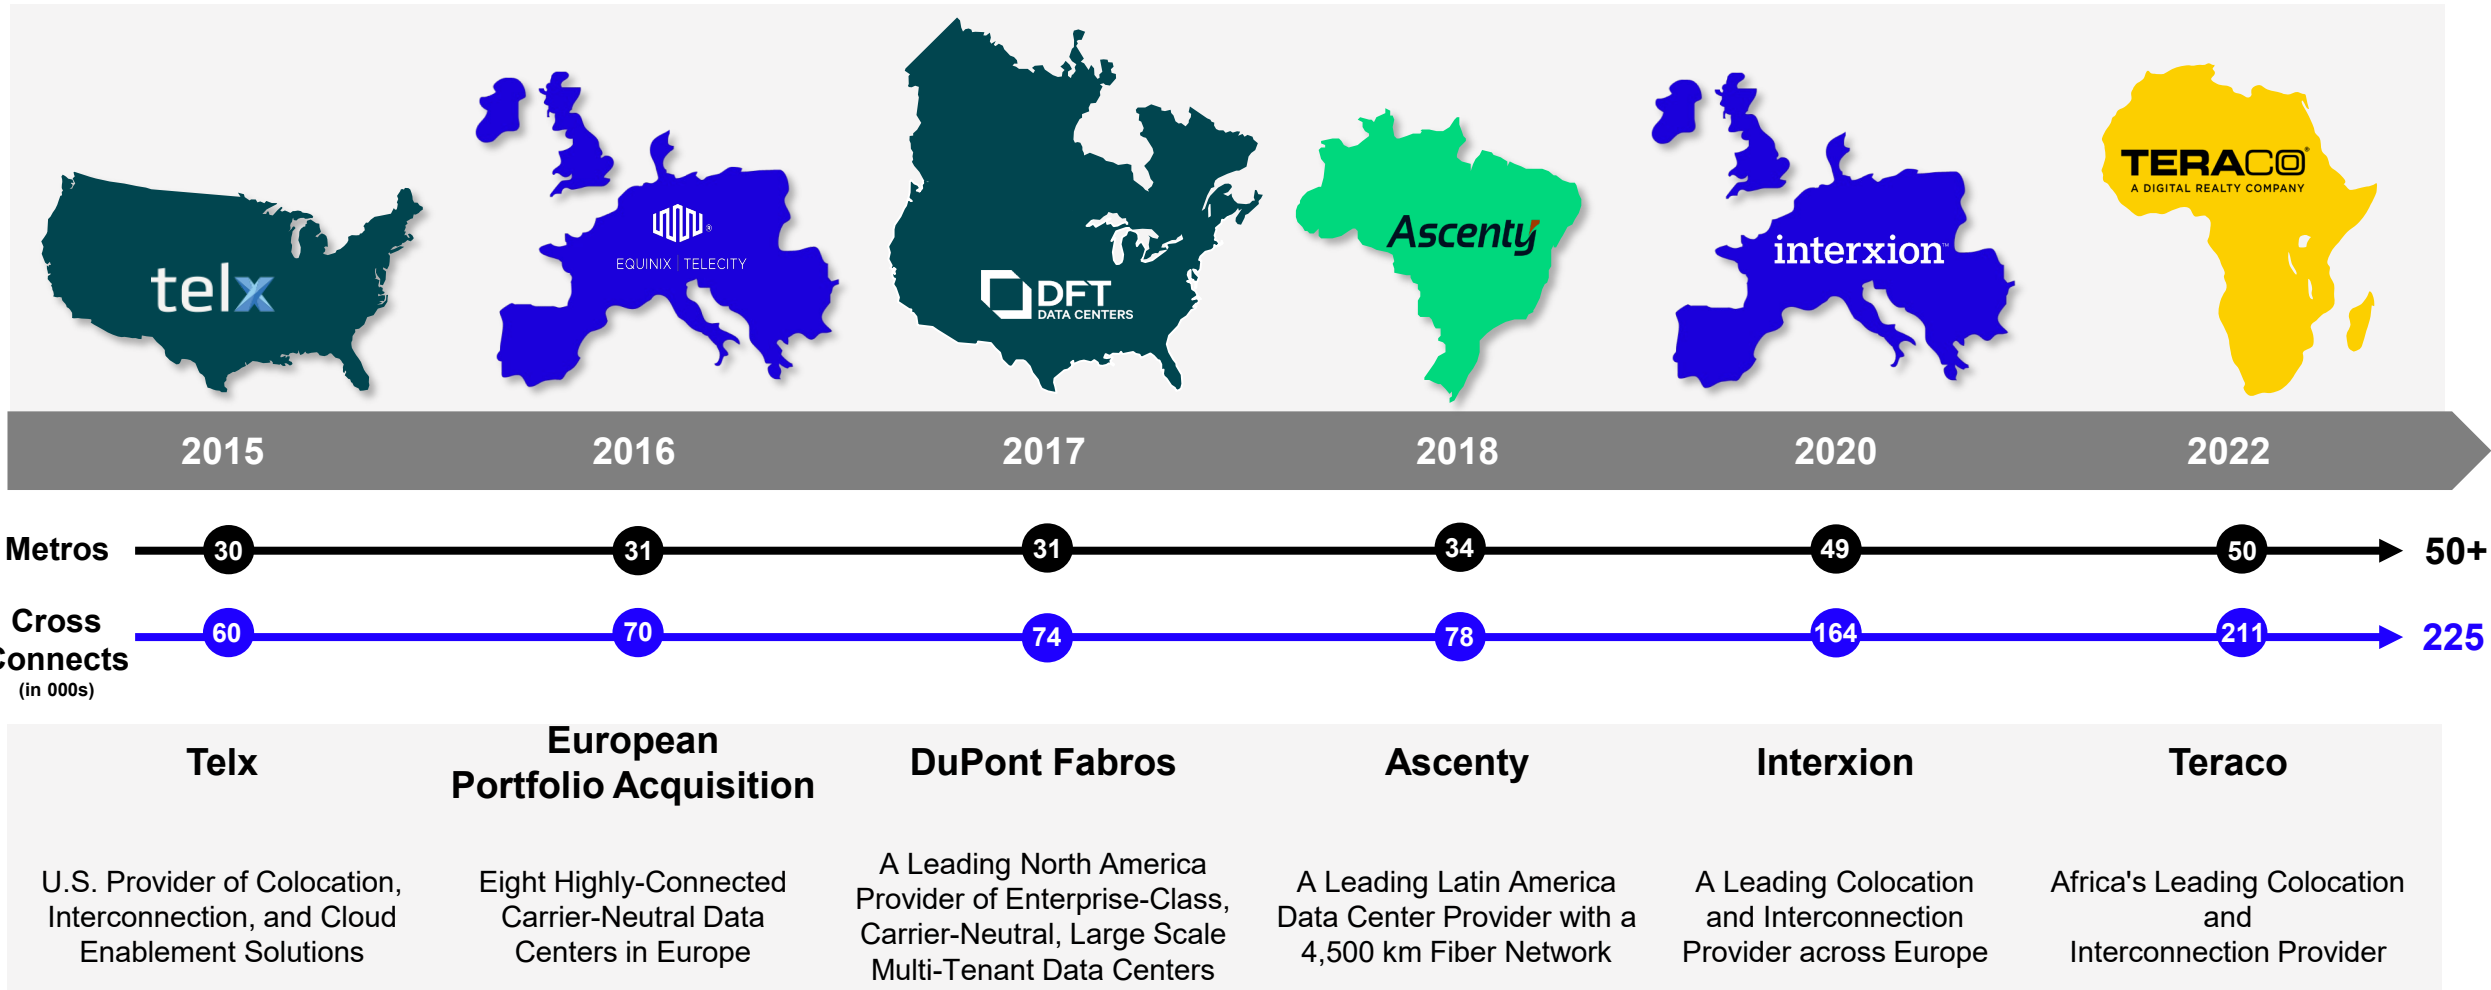 telx
EQUINIX | TELECITY
®
DFT
DATA CENTERS
Ascenty
interxion™
TERACO®
A DIGITAL REALTY COMPANY
2015
2016
2017
2018
2020
2022
Metros
30
31
31
34
49
50
50+
Cross
Connects
(in 000s)
60
70
74
78
164
211
225
Telx
European
Portfolio Acquisition
DuPont Fabros
Ascenty
Interxion
Teraco
U.S. Provider of Colocation,
Interconnection, and Cloud
Enablement Solutions
Eight Highly-Connected
Carrier-Neutral Data
Centers in Europe
A Leading North America
Provider of Enterprise-Class,
Carrier-Neutral, Large Scale
Multi-Tenant Data Centers
A Leading Latin America
Data Center Provider with a
4,500 km Fiber Network
A Leading Colocation
and Interconnection
Provider across Europe
Africa's Leading Colocation
and
Interconnection Provider